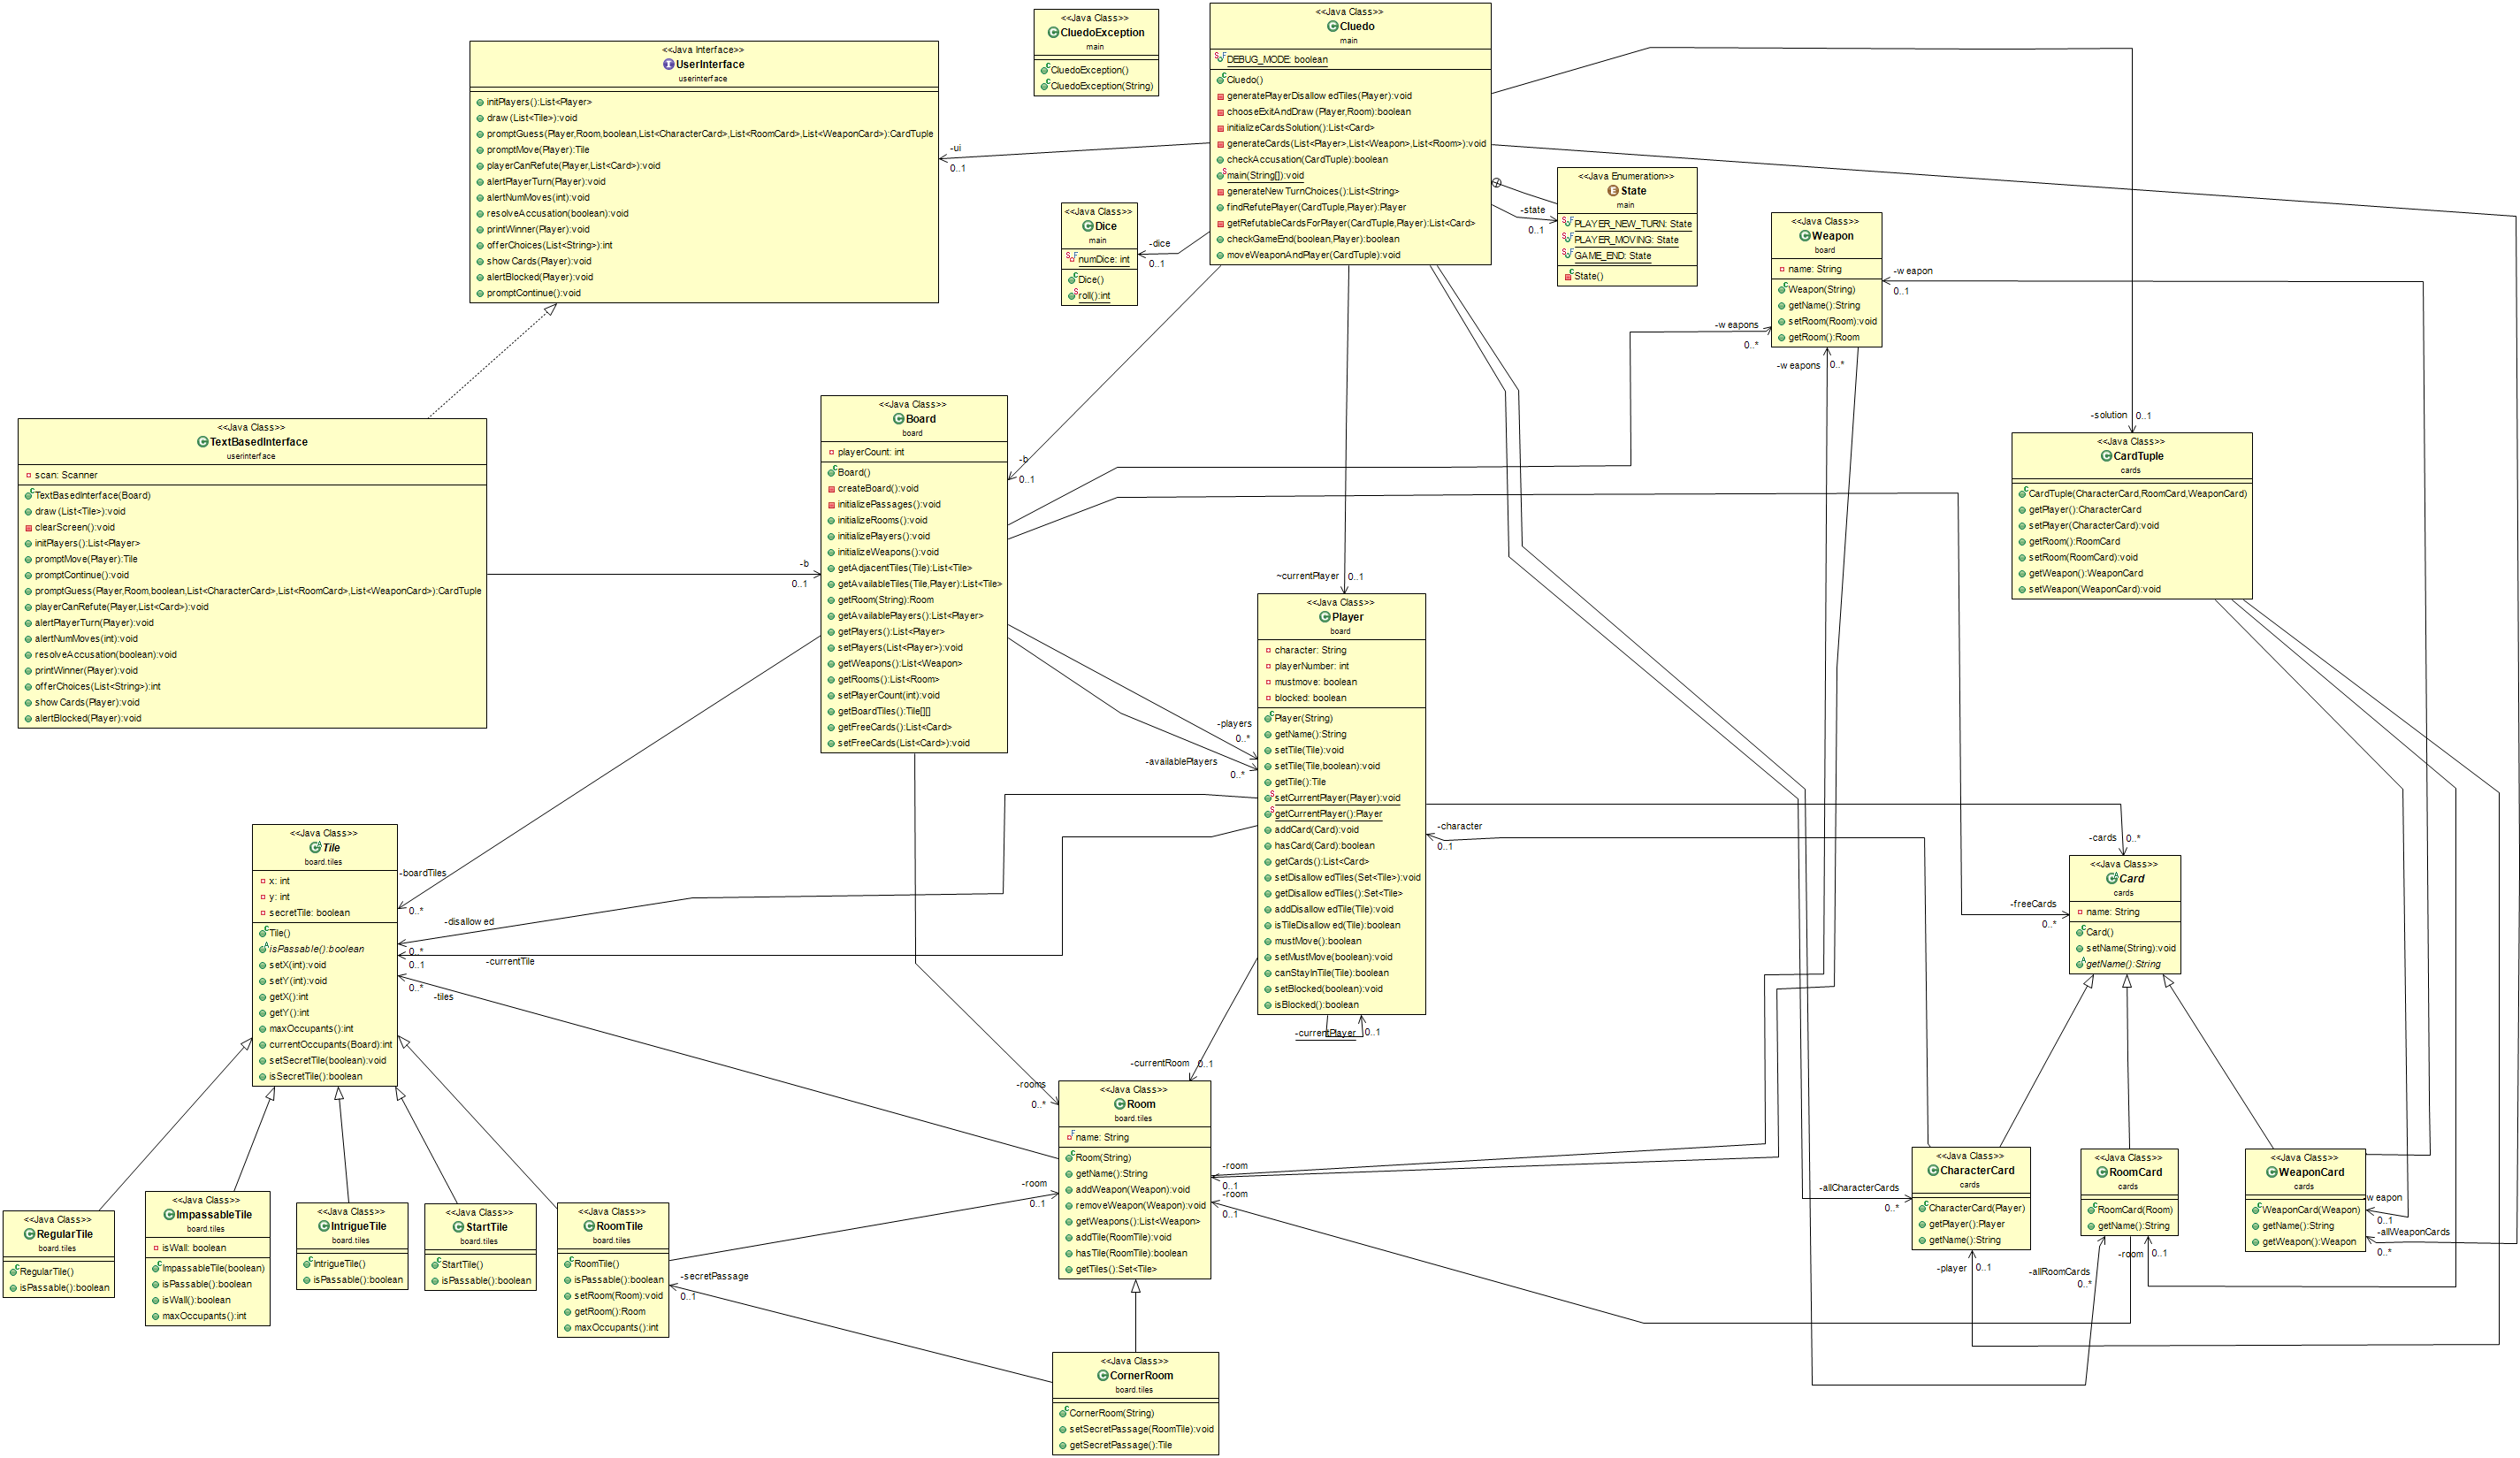 <<Java Interface>>
UserInterface
userinterface
initPlayers():List<Player>
draw (List<Tile>):void
promptGuess(Player,Room,boolean,List<CharacterCard>,List<RoomCard>,List<WeaponCard>):CardTuple
promptMove(Player):Tile
playerCanRefute(Player,List<Card>):void
alertPlayerTurn(Player):void
alertNumMoves(int):void
resolveAccusation(boolean):void
printWinner(Player):void
offerChoices(List<String>):int
show Cards(Player):void
alertBlocked(Player):void
promptContinue():void
<<Java Class>>
CluedoException
main
CluedoException()
CluedoException(String)
<<Java Class>>
Cluedo
main
DEBUG_MODE: boolean
Cluedo()
generatePlayerDisallow edTiles(Player):void
chooseExitAndDraw (Player,Room):boolean
initializeCardsSolution():List<Card>
generateCards(List<Player>,List<Weapon>,List<Room>):void
checkAccusation(CardTuple):boolean
main(String[]):void
generateNew TurnChoices():List<String>
findRefutePlayer(CardTuple,Player):Player
getRefutableCardsForPlayer(CardTuple,Player):List<Card>
checkGameEnd(boolean,Player):boolean
moveWeaponAndPlayer(CardTuple):void
-ui
0..1
<<Java Class>>
Dice
main
numDice: int
Dice()
roll():int
-dice
0..1
-state
0..1
<<Java Enumeration>>
State
main
PLAYER_NEW_TURN: State
PLAYER_MOVING: State
GAME_END: State
State()
<<Java Class>>
Weapon
board
name: String
Weapon(String)
getName():String
setRoom(Room):void
getRoom():Room
-w eapon
0..1
-w eapons
0..*
-w eapons
0..*
<<Java Class>>
TextBasedInterface
userinterface
scan: Scanner
TextBasedInterface(Board)
draw (List<Tile>):void
clearScreen():void
initPlayers():List<Player>
promptMove(Player):Tile
promptContinue():void
promptGuess(Player,Room,boolean,List<CharacterCard>,List<RoomCard>,List<WeaponCard>):CardTuple
playerCanRefute(Player,List<Card>):void
alertPlayerTurn(Player):void
alertNumMoves(int):void
resolveAccusation(boolean):void
printWinner(Player):void
offerChoices(List<String>):int
show Cards(Player):void
alertBlocked(Player):void
-b
0..1
<<Java Class>>
Board
board
playerCount: int
Board()
createBoard():void
initializePassages():void
initializeRooms():void
initializePlayers():void
initializeWeapons():void
getAdjacentTiles(Tile):List<Tile>
getAvailableTiles(Tile,Player):List<Tile>
getRoom(String):Room
getAvailablePlayers():List<Player>
getPlayers():List<Player>
setPlayers(List<Player>):void
getWeapons():List<Weapon>
getRooms():List<Room>
setPlayerCount(int):void
getBoardTiles():Tile[][]
getFreeCards():List<Card>
setFreeCards(List<Card>):void
-b
0..1
-solution
0..1
<<Java Class>>
CardTuple
cards
CardTuple(CharacterCard,RoomCard,WeaponCard)
getPlayer():CharacterCard
setPlayer(CharacterCard):void
getRoom():RoomCard
setRoom(RoomCard):void
getWeapon():WeaponCard
setWeapon(WeaponCard):void
~currentPlayer
0..1
<<Java Class>>
Player
board
character: String
playerNumber: int
mustmove: boolean
blocked: boolean
Player(String)
getName():String
setTile(Tile):void
setTile(Tile,boolean):void
getTile():Tile
setCurrentPlayer(Player):void
getCurrentPlayer():Player
addCard(Card):void
hasCard(Card):boolean
getCards():List<Card>
setDisallow edTiles(Set<Tile>):void
getDisallow edTiles():Set<Tile>
addDisallow edTile(Tile):void
isTileDisallow ed(Tile):boolean
mustMove():boolean
setMustMove(boolean):void
canStayInTile(Tile):boolean
setBlocked(boolean):void
isBlocked():boolean
-players
0..*
-availablePlayers
0..*
-currentPlayer
0..1
-character
0..1
-cards
0..*
<<Java Class>>
Card
cards
name: String
Card()
setName(String):void
getName():String
-freeCards
0..*
<<Java Class>>
Tile
board.tiles
x: int
y: int
secretTile: boolean
Tile()
isPassable():boolean
setX(int):void
setY(int):void
getX():int
getY():int
maxOccupants():int
currentOccupants(Board):int
setSecretTile(boolean):void
isSecretTile():boolean
-boardTiles
0..*
-disallow ed
0..*
-currentTile
0..1
-tiles
0..*
-currentRoom
0..1
-rooms
0..*
<<Java Class>>
Room
board.tiles
name: String
Room(String)
getName():String
addWeapon(Weapon):void
removeWeapon(Weapon):void
getWeapons():List<Weapon>
addTile(RoomTile):void
hasTile(RoomTile):boolean
getTiles():Set<Tile>
-room
0..1
-room
0..1
-room
0..1
<<Java Class>>
RegularTile
board.tiles
RegularTile()
isPassable():boolean
<<Java Class>>
ImpassableTile
board.tiles
isWall: boolean
ImpassableTile(boolean)
isPassable():boolean
isWall():boolean
maxOccupants():int
<<Java Class>>
IntrigueTile
board.tiles
IntrigueTile()
isPassable():boolean
<<Java Class>>
StartTile
board.tiles
StartTile()
isPassable():boolean
<<Java Class>>
RoomTile
board.tiles
RoomTile()
isPassable():boolean
setRoom(Room):void
getRoom():Room
maxOccupants():int
-secretPassage
0..1
<<Java Class>>
CornerRoom
board.tiles
CornerRoom(String)
setSecretPassage(RoomTile):void
getSecretPassage():Tile
<<Java Class>>
CharacterCard
cards
CharacterCard(Player)
getPlayer():Player
getName():String
-allCharacterCards
0..*
-player
0..1
<<Java Class>>
RoomCard
cards
RoomCard(Room)
getName():String
-allRoomCards
0..*
-room
0..1
<<Java Class>>
WeaponCard
cards
WeaponCard(Weapon)
getName():String
getWeapon():Weapon
-w eapon
0..1
-allWeaponCards
0..*